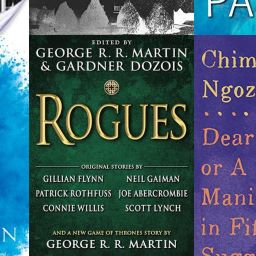 N
EDITED BY
GEORGE R. R. MARTIN
& GARDNER DOZOIS
ROGUES
ORIGINAL STORIES BY
GILLIAN FLYNN NEIL GAIMAN
PATRICK ROTHFUSS JOE ABERCROMBIE
CONNIE WILLIS SCOTT LYNCH
AND A NEW GAME OF THRONES STORY BY
GEORGE R. R. MARTIN
PA
Chim
Ngoz
Dear
or A
Mani
in Fif
Sugg